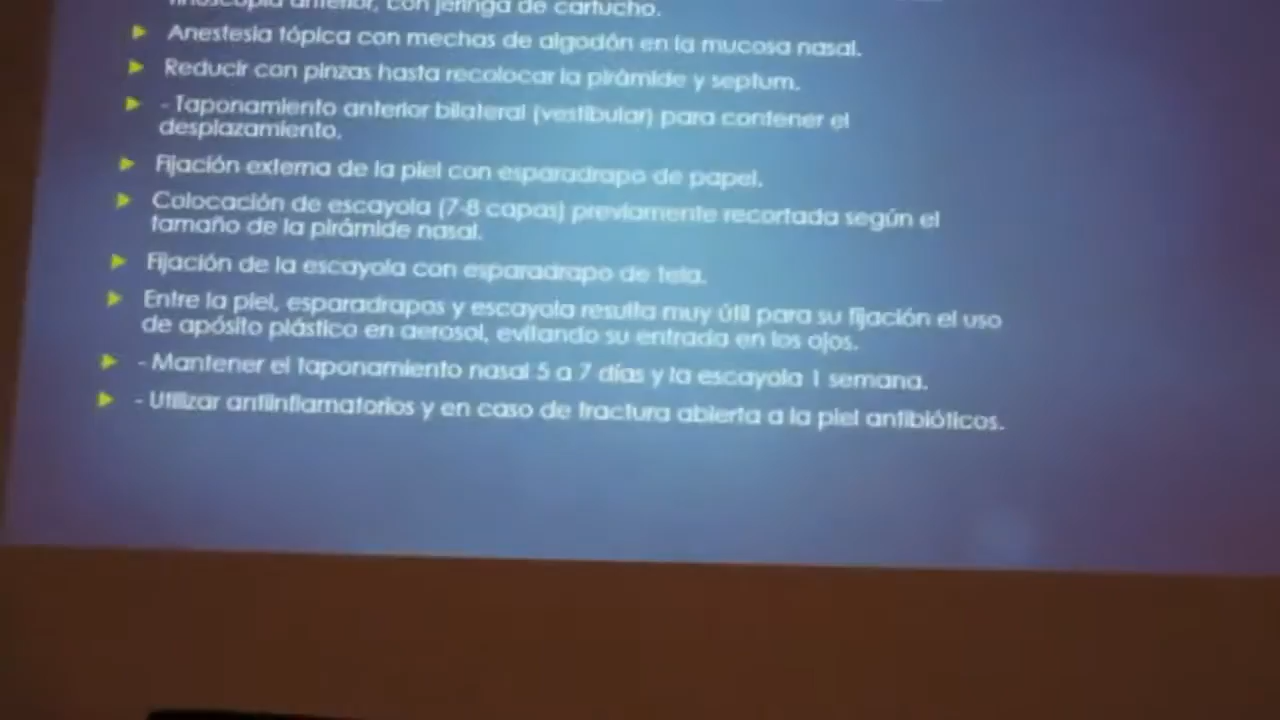 rinoscopia anterior, con jeringa de cartucho.
Anestesia tópica con mechas de algodón en la mucosa nasal.
Reducir con pinzas hasta recolocar la pirámide y septum.
- Taponamiento anterior bilateral (vestibular) para contener el
desplazamiento.
Fijación externa de la piel con esparadrapo de papel.
Colocación de escayola (7-8 capas) previamente recortada según el
tamaño de la pirámide nasal.
Fijación de la escayola con esparadrapo de tela.
Entre la piel, esparadrapos y escayola resulta muy útil para su fijación el uso
de apósito plástico en aerosol, evitando su entrada en los ojos.
- Mantener el taponamiento nasal 5 a 7 días y la escayola 1 semana.
- Utilizar antiinflamatorios y en caso de fractura abierta a la piel antibióticos.